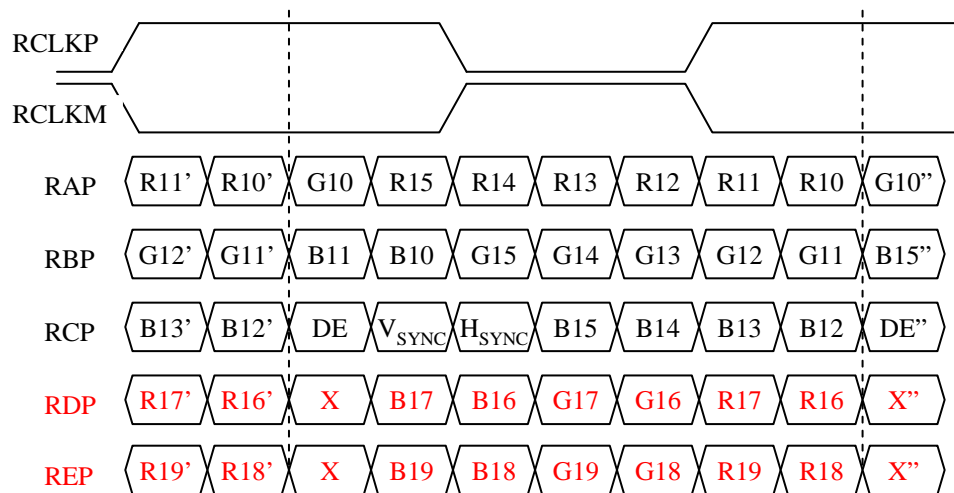 RCLKP
RCLKM
RAP R11’ R10’ G10 R15 R14 R13 R12 R11 R10 G10”
RBP G12’ G11’ B11 B10 G15 G14 G13 G12 G11 B15”
RCP B13’ B12’ DE VSYNC HSYNC B15 B14 B13 B12 DE”
RDP R17’ R16’ X B17 B16 G17 G16 R17 R16 X”
REP R19’ R18’ X B19 B18 G19 G18 R19 R18 X”